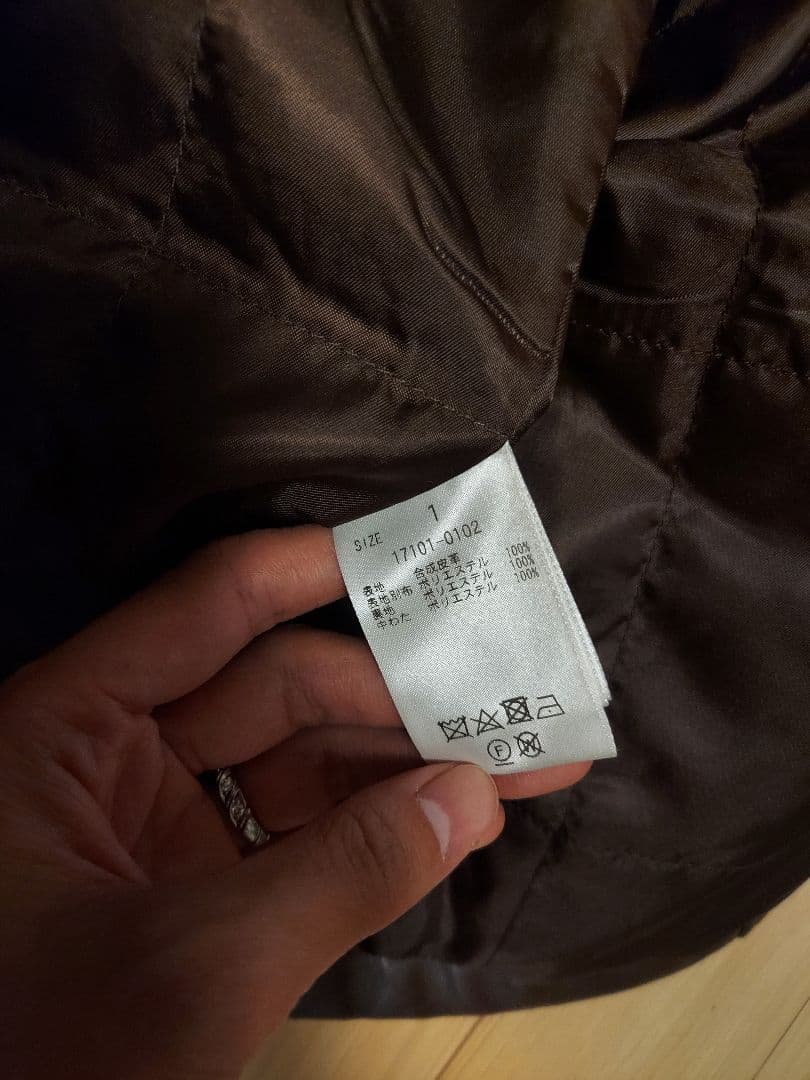 SIZE 1
17101-0102
表地 合成皮革
表地別布 ポリエステル 100%
裏地 ポリエステル 100%
中わた ポリエステル 100%
F W